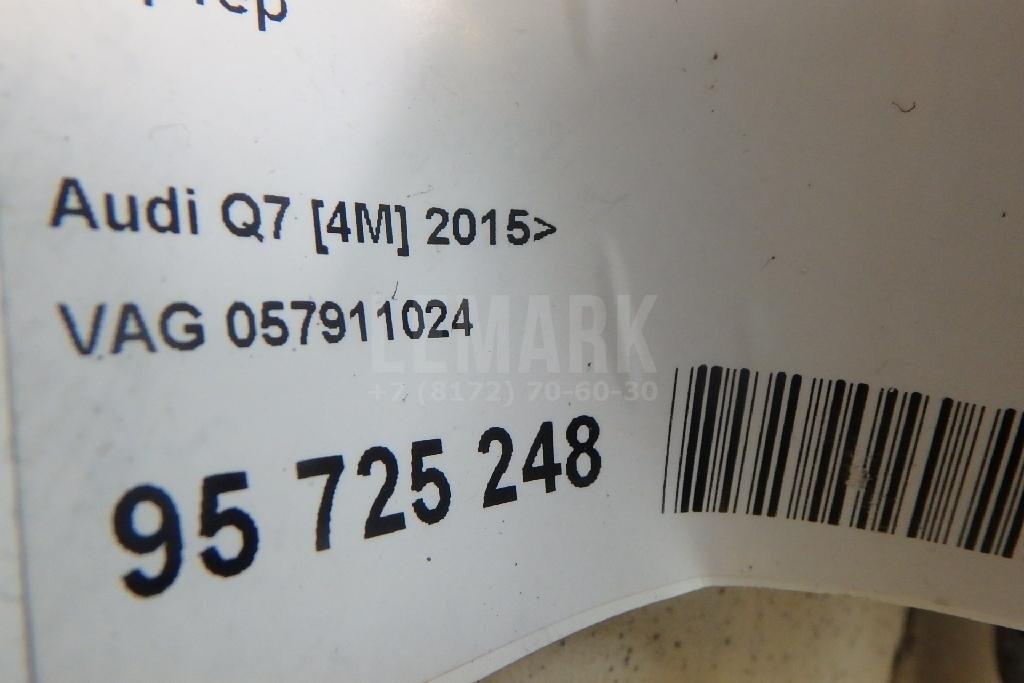 Audi Q7 [4M] 2015>
VAG 057911024
LEMARK
+7 (8172) 70-60-30
95 725 248